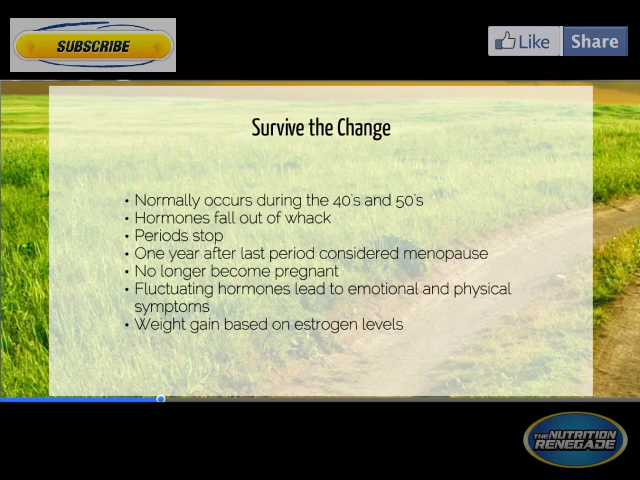 SUBSCRIBE
Like
Share
Survive the Change
• Normally occurs during the 40's and 50's
• Hormones fall out of whack
• Periods stop
• One year after last period considered menopause
• No longer become pregnant
• Fluctuating hormones lead to emotional and physical
symptoms
• Weight gain based on estrogen levels
THE NUTRITION
RENEGADE